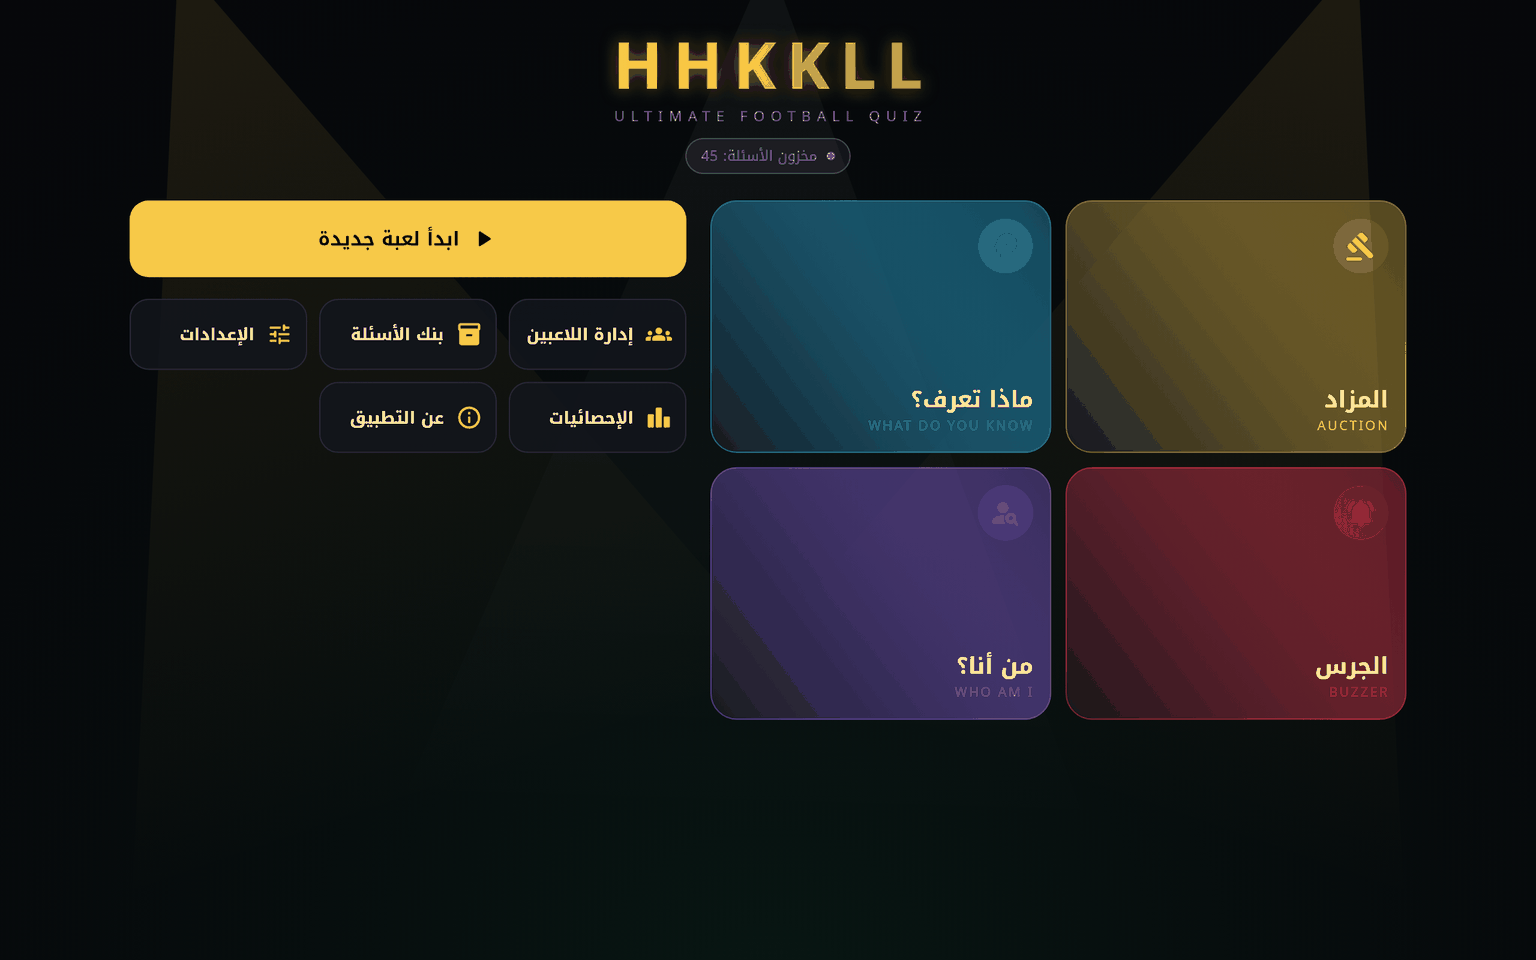 HHKKLL
ULTIMATE FOOTBALL QUIZ
مخزون الأسئلة: 45
المزاد
AUCTION
ماذا تعرف؟
WHAT DO YOU KNOW
الجرس
BUZZER
من أنا؟
WHO AM I
ابدأ لعبة جديدة
إدارة اللاعبين
بنك الأسئلة
الإعدادات
الإحصائيات
عن التطبيق